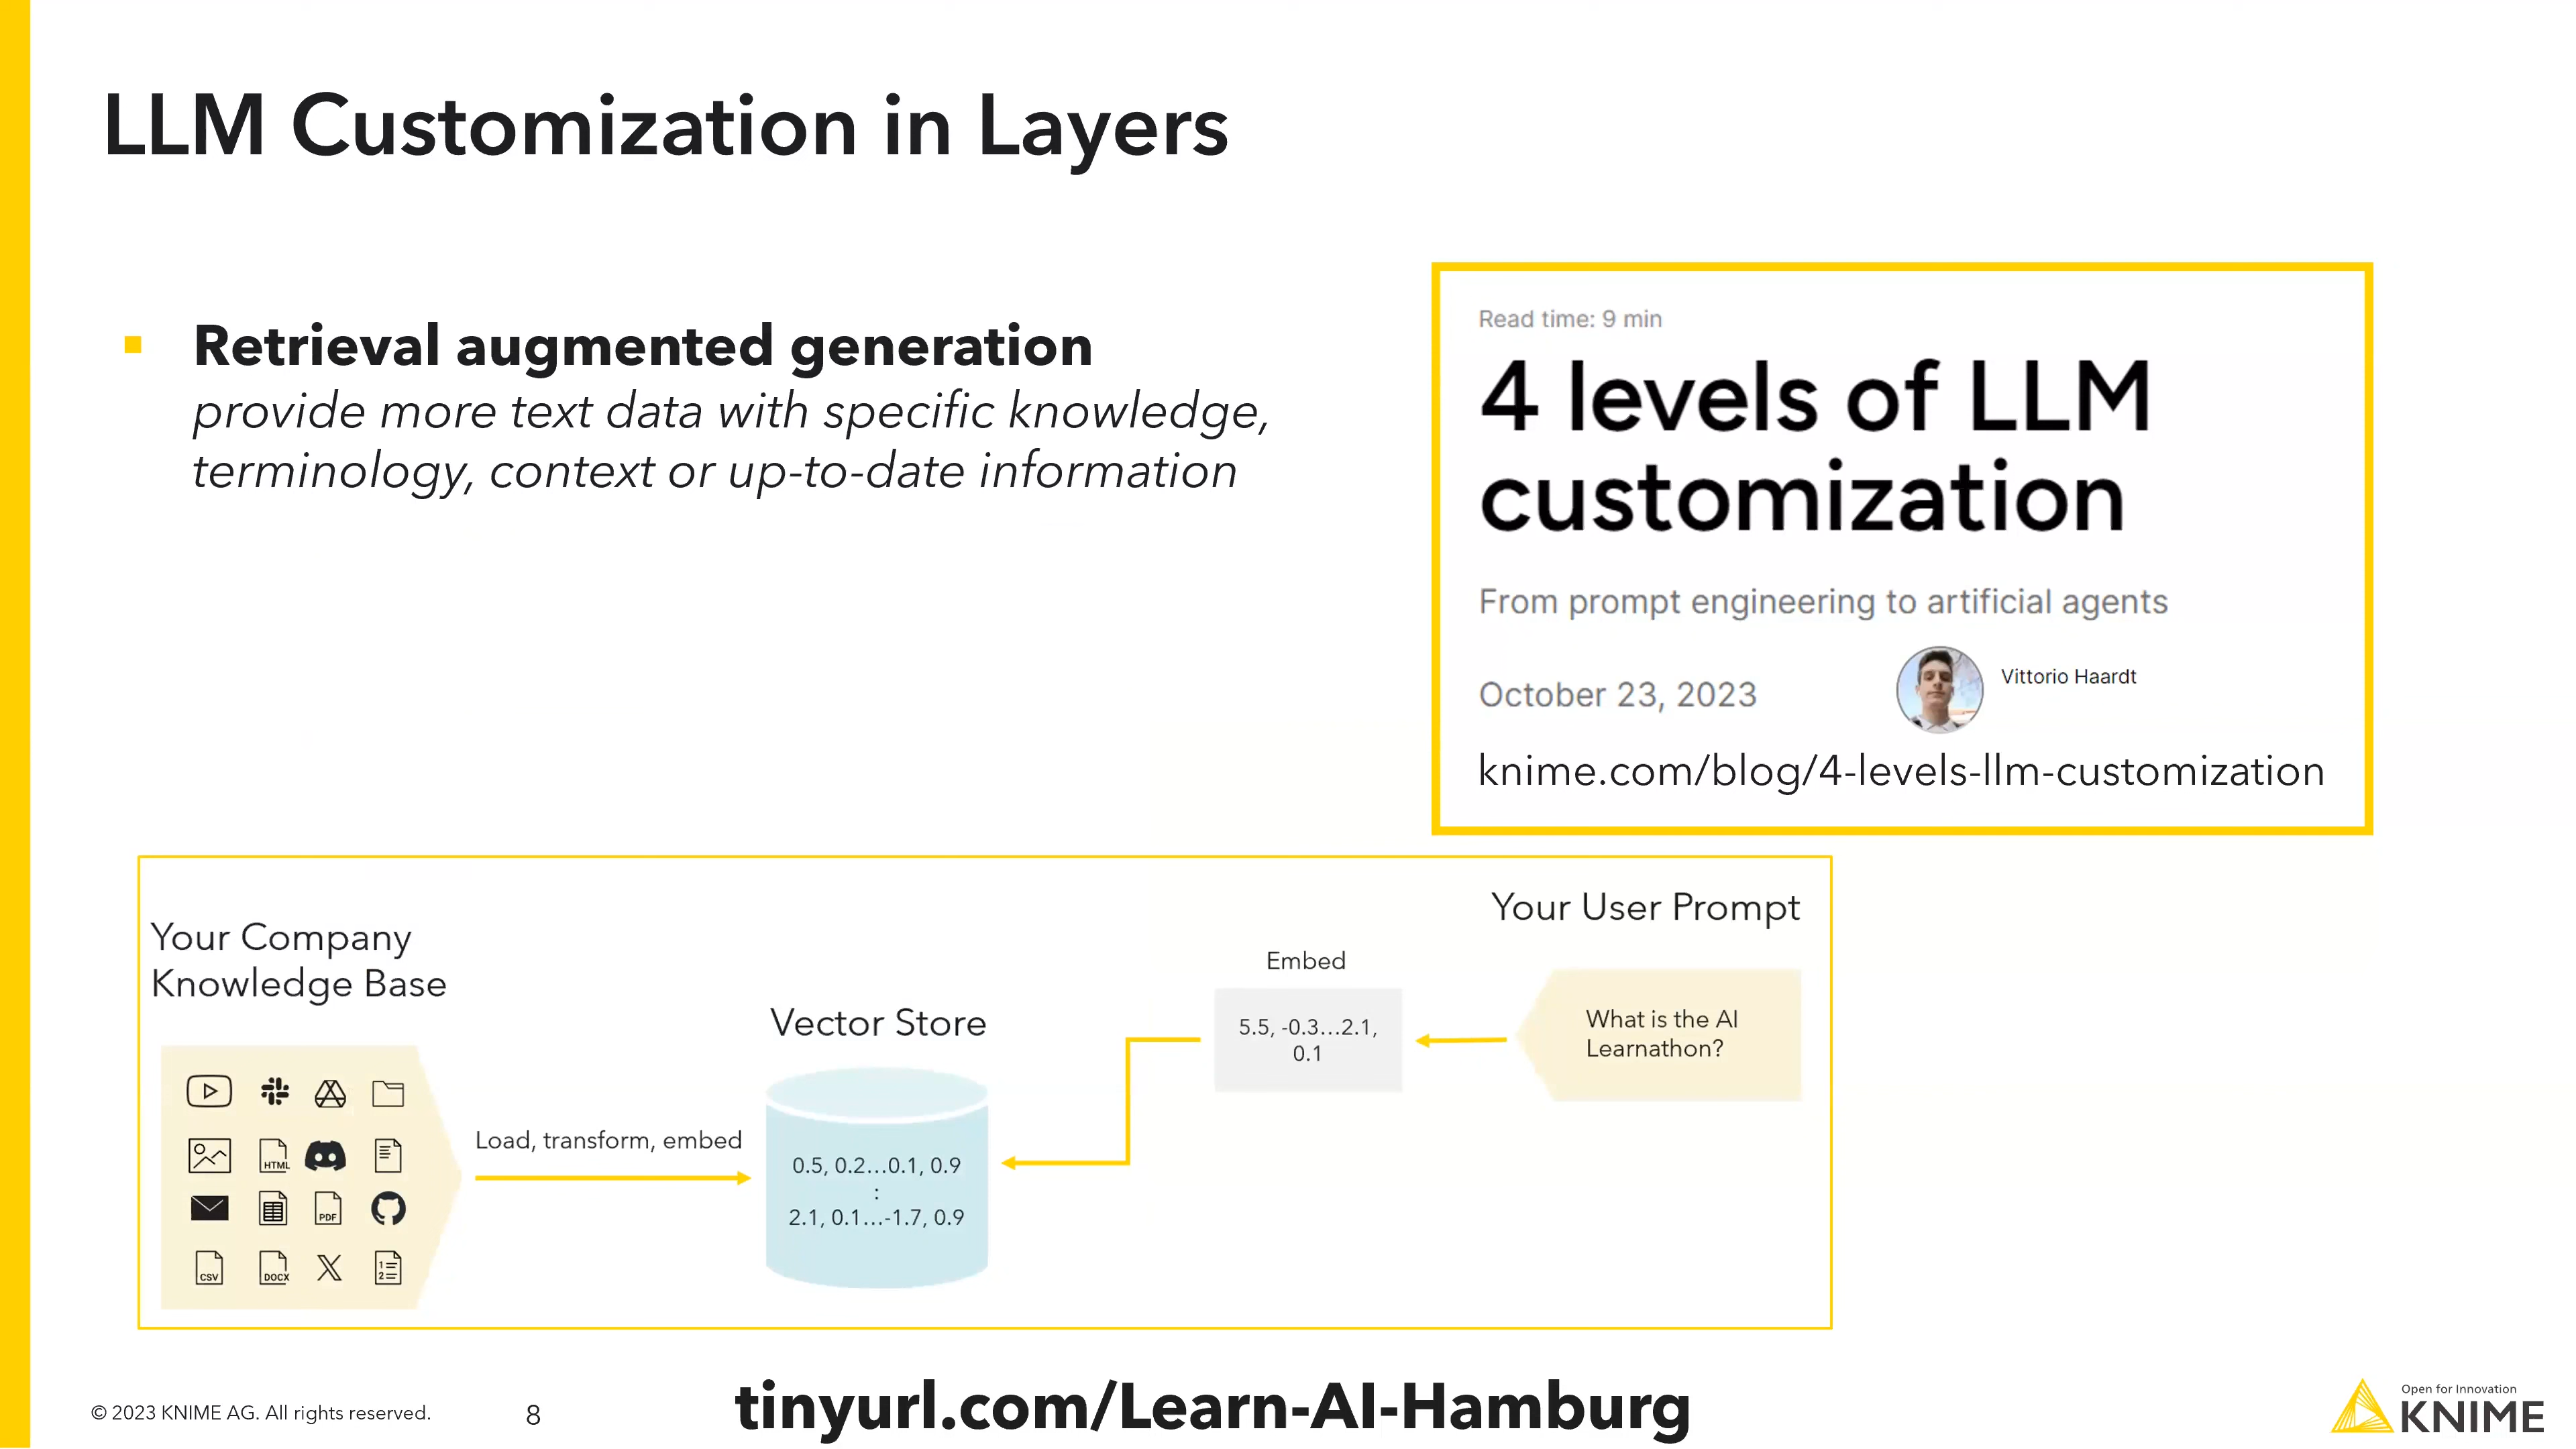 LLM Customization in Layers
Retrieval augmented generation
provide more text data with specific knowledge,
terminology, context or up-to-date information
Read time: 9 min
4 levels of LLM
customization
From prompt engineering to artificial agents
October 23, 2023
Vittorio Haardt
knime.com/blog/4-levels-llm-customization
Your Company
Knowledge Base
HTML
PDF
CSV
DOCX
1
2
Load, transform, embed
Vector Store
0.5, 0.2...0.1, 0.9
:
2.1, 0.1...-1.7, 0.9
Embed
5.5, -0.3...2.1,
0.1
Your User Prompt
What is the AI
Learnathon?
© 2023 KNIME AG. All rights reserved.
8
tinyurl.com/Learn-AI-Hamburg
Open for Innovation
KNIME